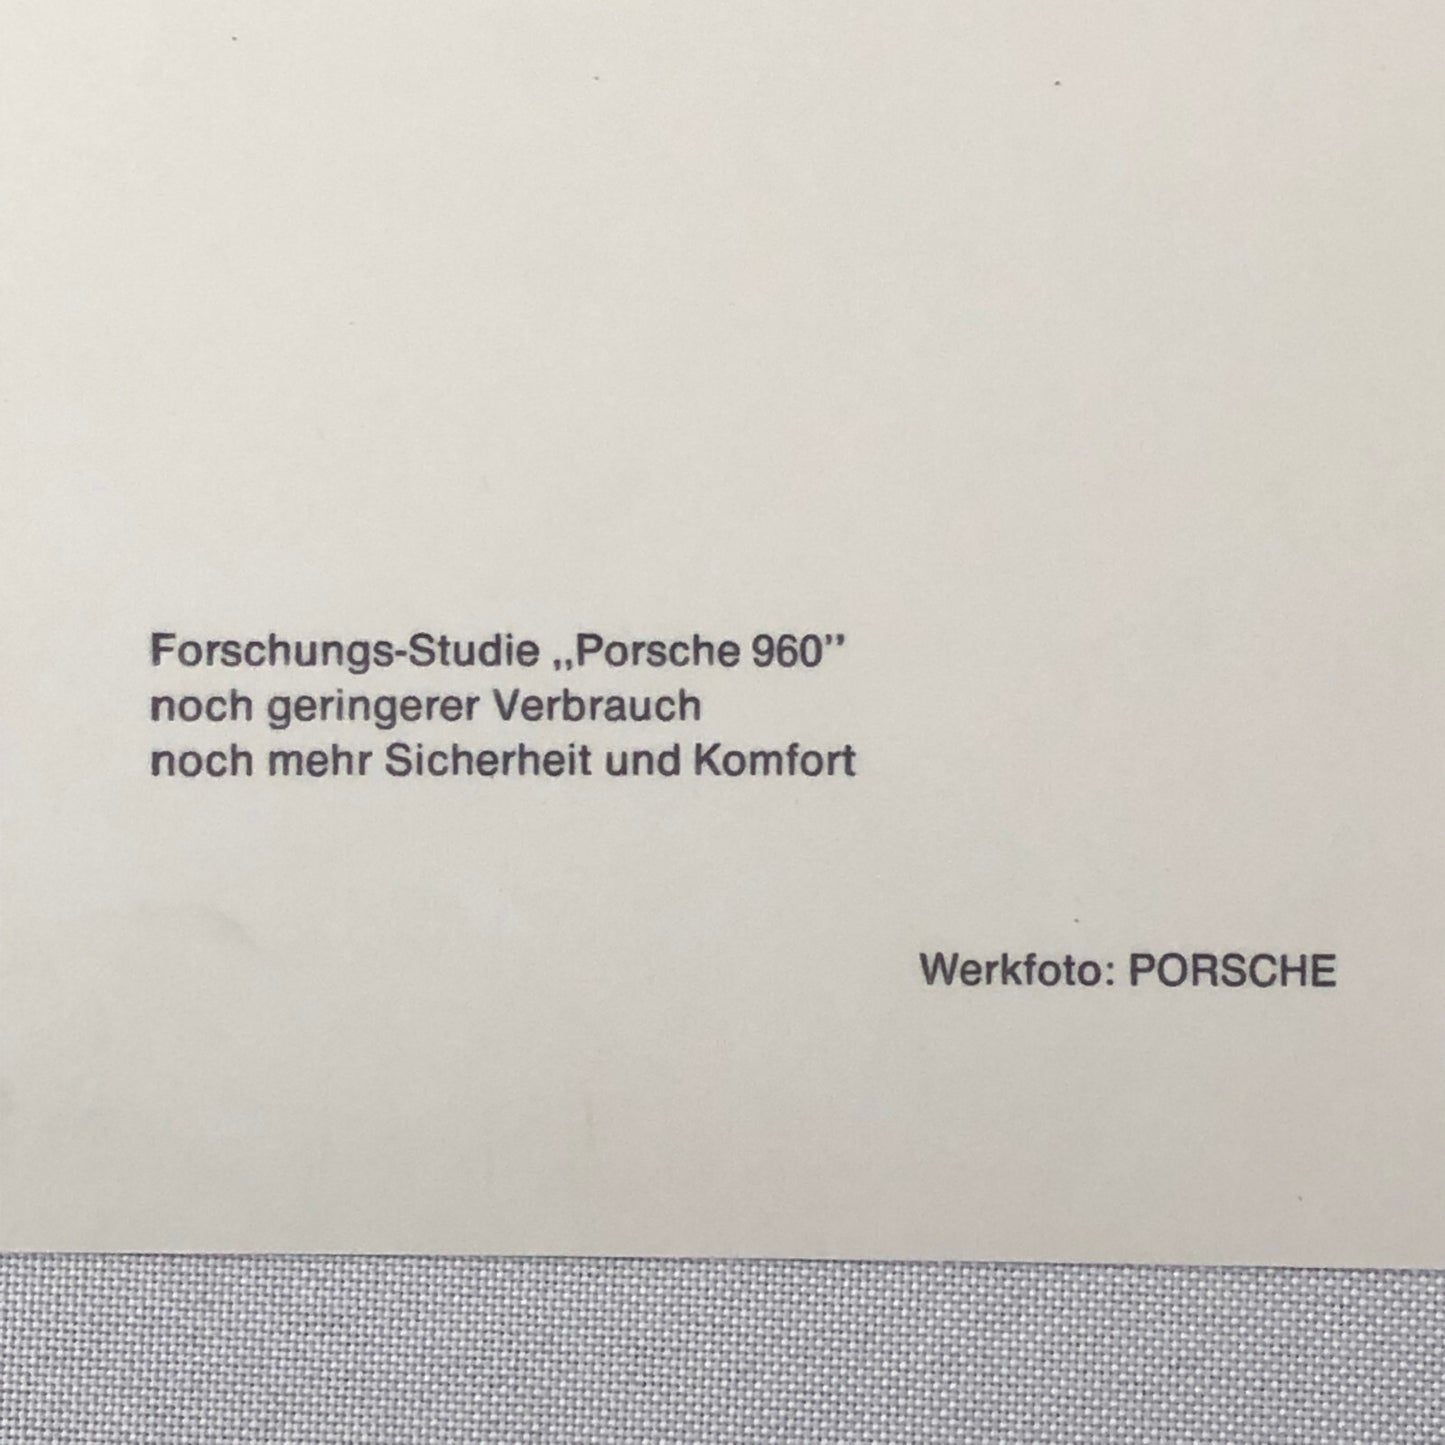 Forschungs-Studie „Porsche 960”
noch geringerer Verbrauch
noch mehr Sicherheit und Komfort
Werkfoto: PORSCHE